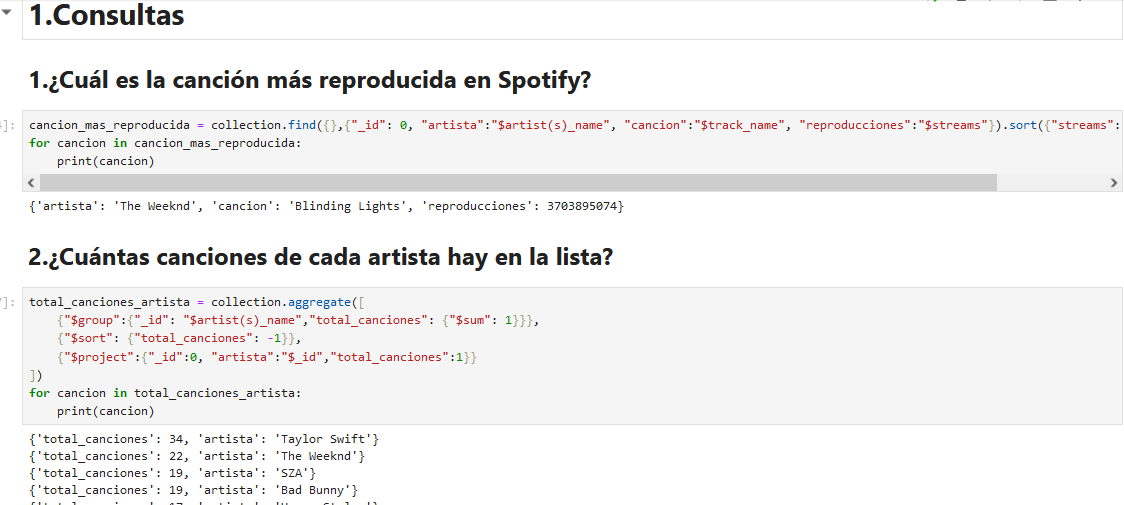 1.Consultas
1.¿Cuál es la canción más reproducida en Spotify?
]:
cancion_mas_reproducida = collection.find({},{"_id": 0, "artista":"$artist(s)_name", "cancion":"$track_name", "reproducciones":"$streams"}).sort({"streams":
for cancion in cancion_mas_reproducida:
    print(cancion)
{'artista': 'The Weeknd', 'cancion': 'Blinding Lights', 'reproducciones': 3703895074}
2.¿Cuántas canciones de cada artista hay en la lista?
]:
total_canciones_artista = collection.aggregate([
    {"$group":{"_id": "$artist(s)_name","total_canciones": {"$sum": 1}}},
    {"$sort": {"total_canciones": -1}},
    {"$project":{"_id":0, "artista":"$_id","total_canciones":1}}
])
for cancion in total_canciones_artista:
    print(cancion)
{'total_canciones': 34, 'artista': 'Taylor Swift'}
{'total_canciones': 22, 'artista': 'The Weeknd'}
{'total_canciones': 19, 'artista': 'SZA'}
{'total_canciones': 19, 'artista': 'Bad Bunny'}